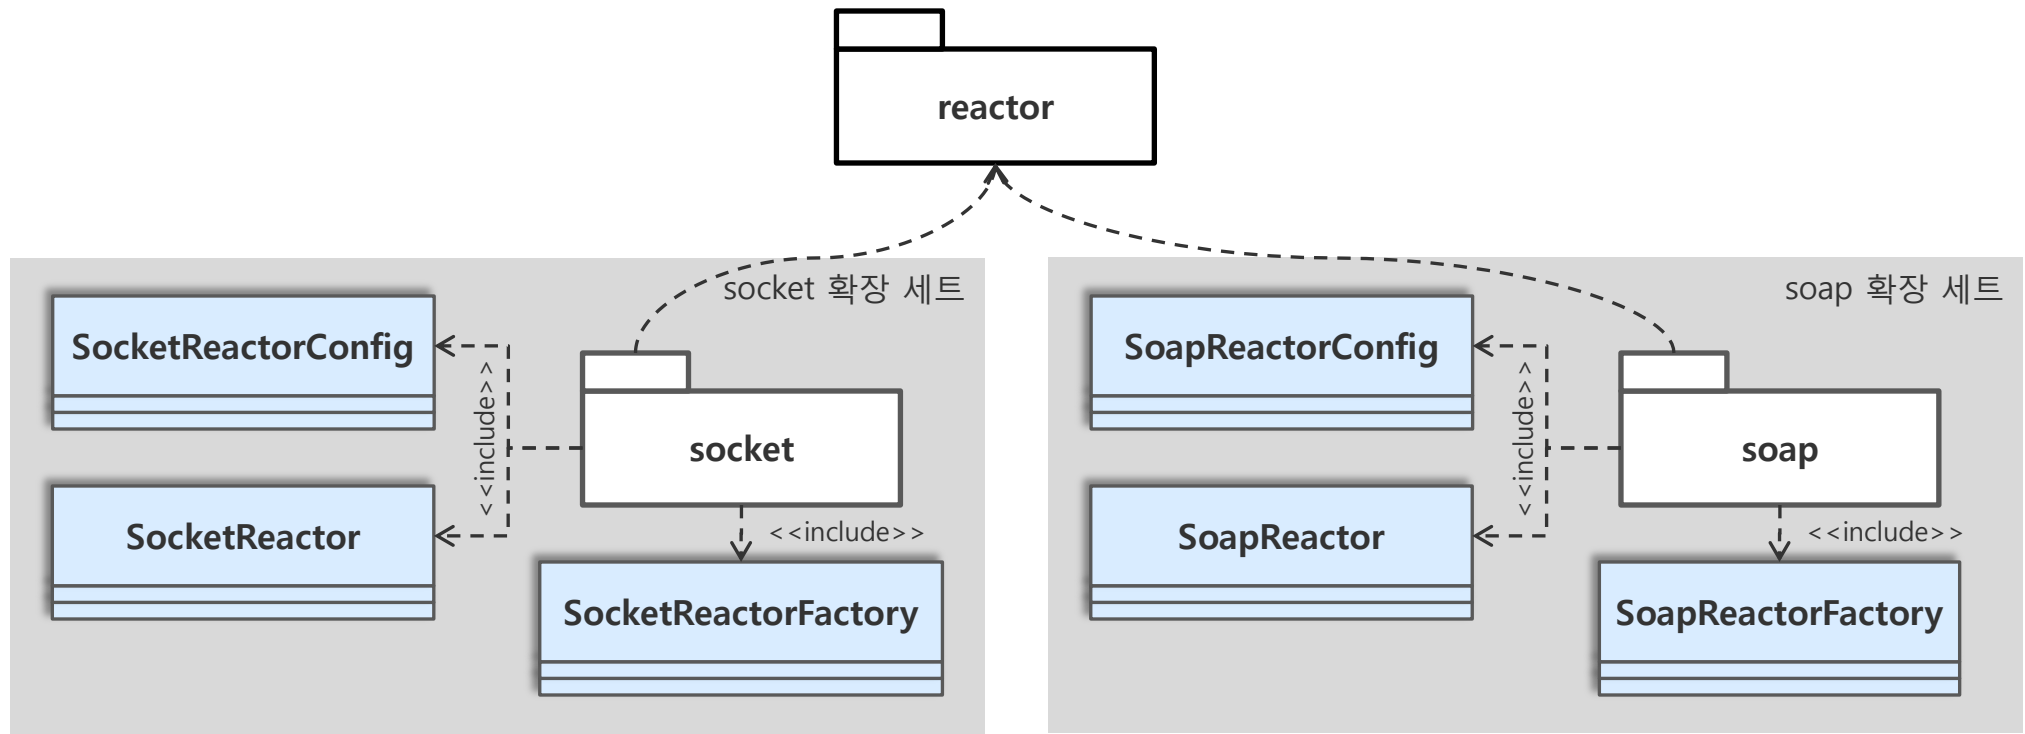 reactor
socket 확장 세트
SocketReactorConfig
<<include>>
socket
SocketReactor
<<include>>
SocketReactorFactory
soap 확장 세트
SoapReactorConfig
<<include>>
soap
SoapReactor
<<include>>
SoapReactorFactory